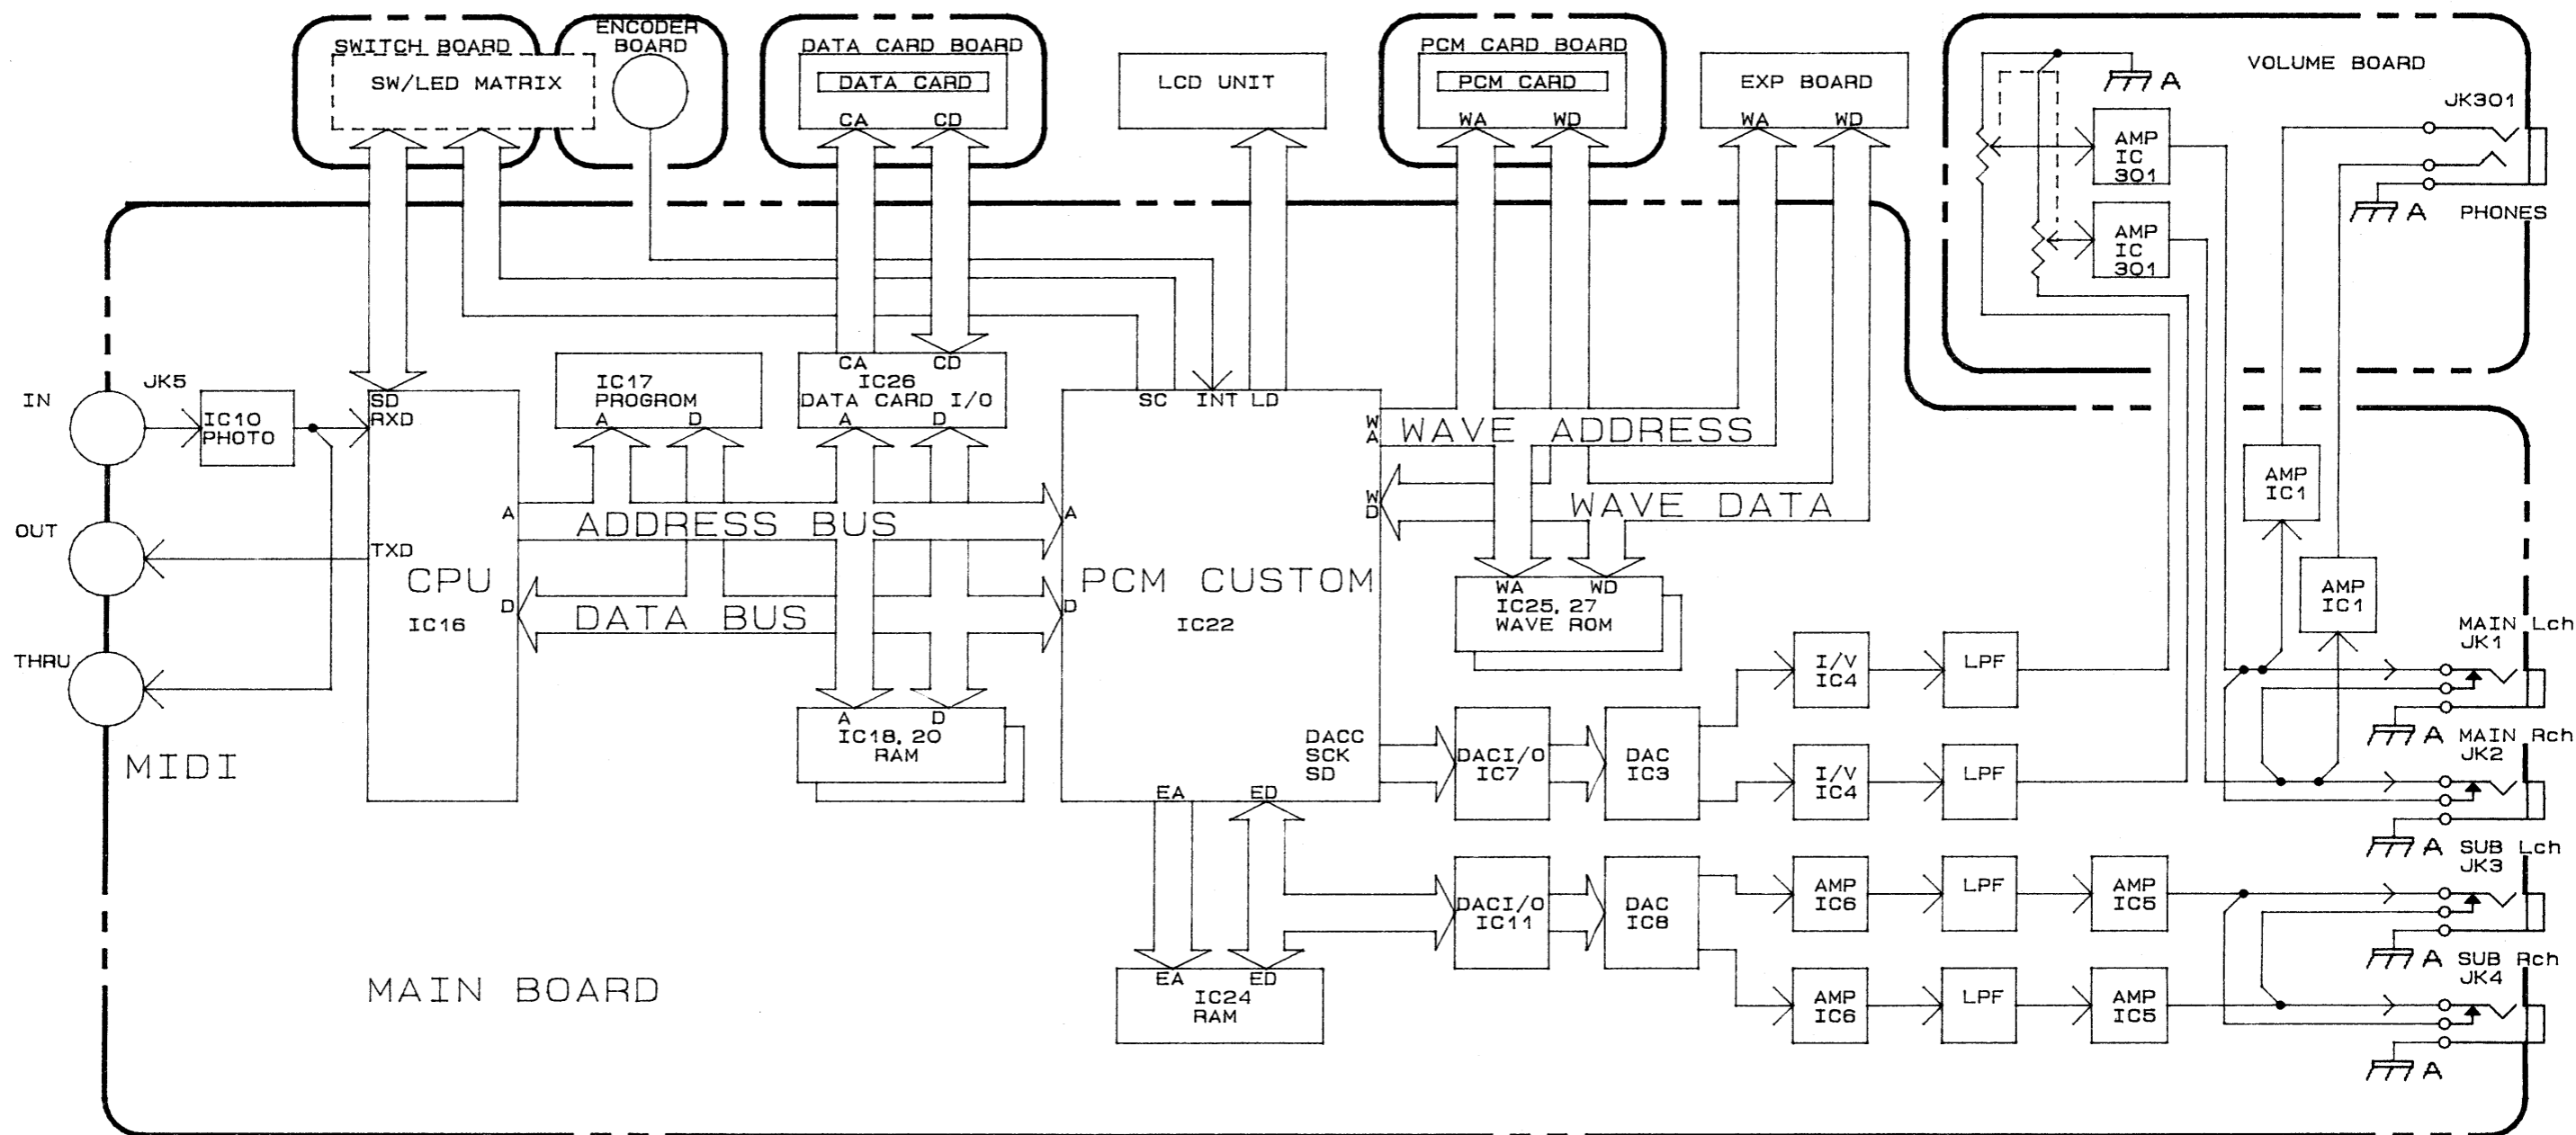 ENCODER
BOARD
SWITCH BOARD
SW/LED MATRIX
DATA CARD BOARD
DATA CARD
CA CD
LCD UNIT
PCM CARD BOARD
PCM CARD
WA WD
EXP BOARD
WA WD
VOLUME BOARD
A
JK301
AMP
IC
301
A PHONES
AMP
IC
301
IN
JK5
IC10
PHOTO
SD
RXD
IC17
PROGROM
A D
CA CD
IC26
DATA CARD I/O
A D
SC INT LD
WA
WAVE ADDRESS
WD
WAVE DATA
A
ADDRESS BUS
A
OUT
TXD
CPU
IC16
D
DATA BUS
D
PCM CUSTOM
IC22
WA WD
IC25, 27
WAVE ROM
AMP
IC1
AMP
IC1
THRU
MIDI
A D
IC18, 20
RAM
DACC
SCK
SD
EA ED
DACI/O
IC7
DAC
IC3
I/V
IC4
LPF
I/V
IC4
LPF
MAIN Lch
JK1
A MAIN Rch
JK2
A SUB Lch
JK3
A SUB Rch
JK4
A
DACI/O
IC11
DAC
IC8
AMP
IC6
LPF
AMP
IC5
AMP
IC6
LPF
AMP
IC5
EA ED
IC24
RAM
MAIN BOARD